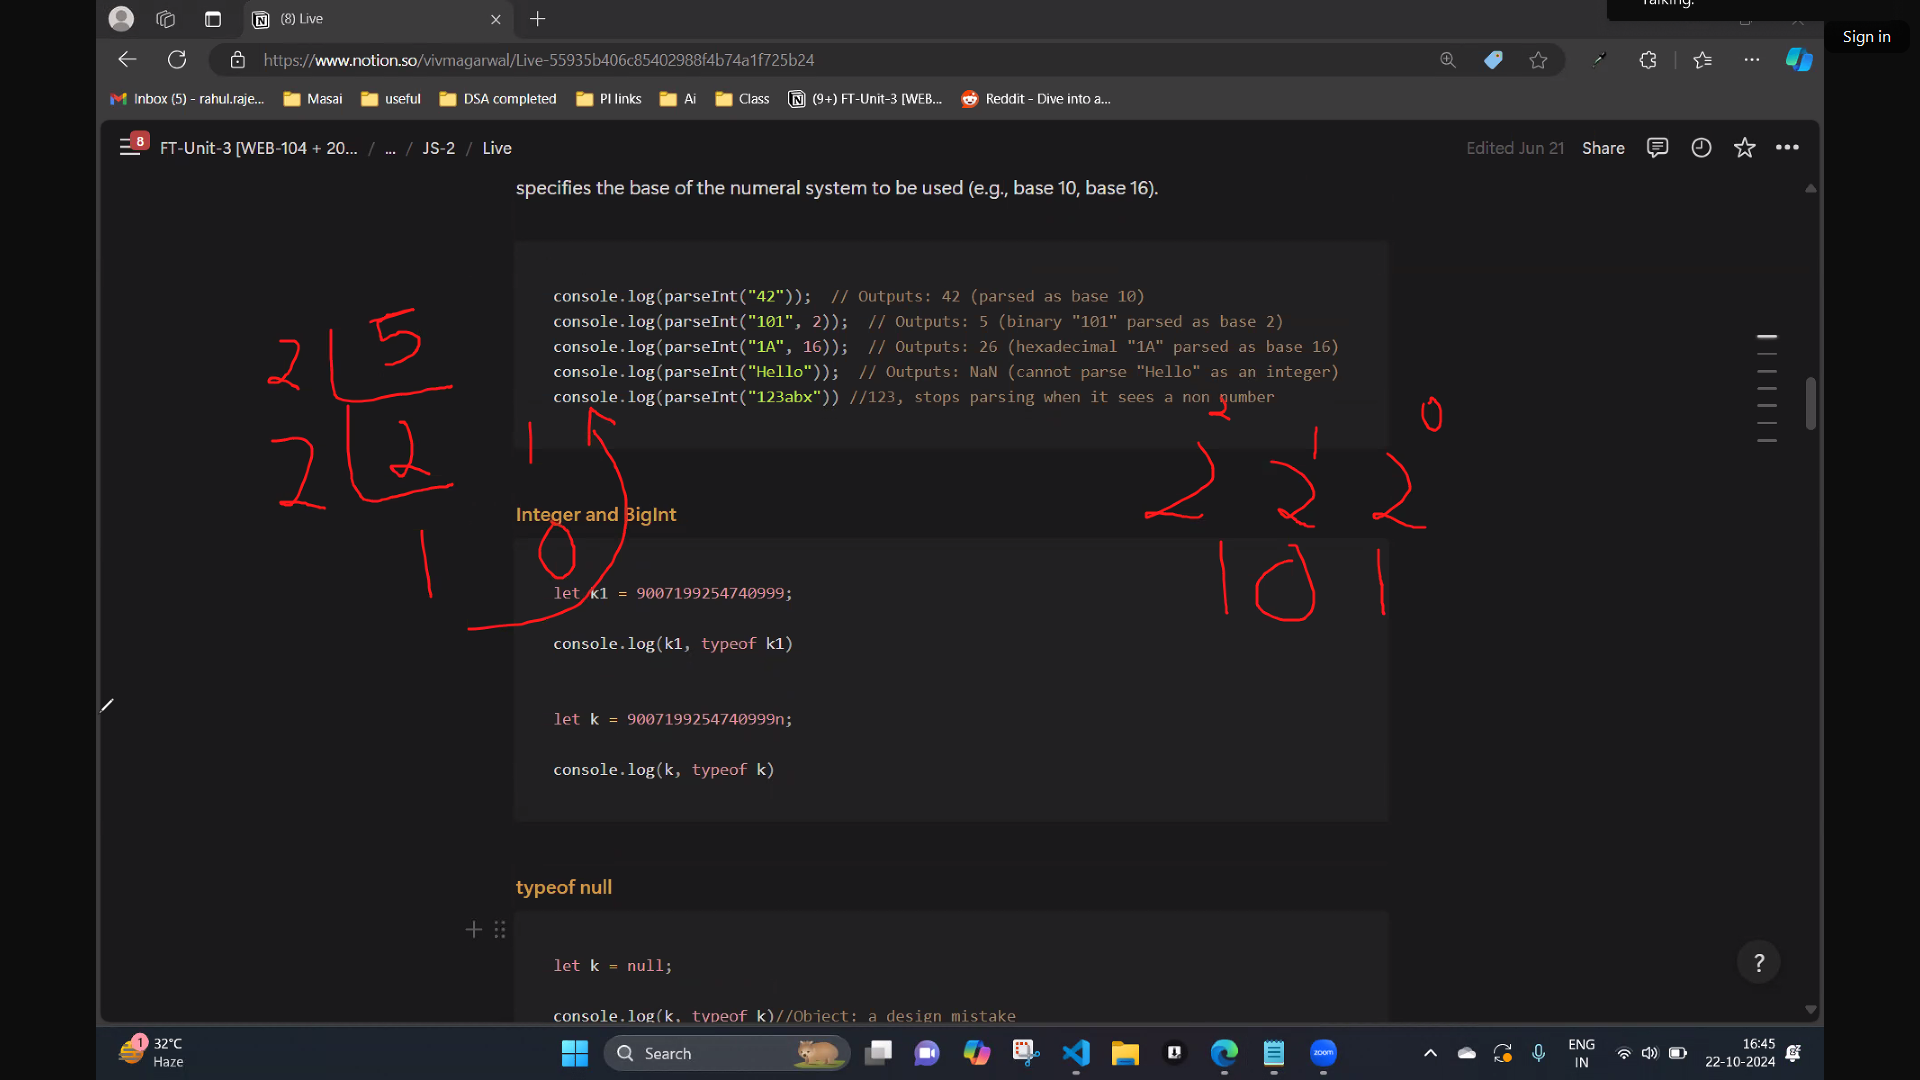 Talking:
(8) Live
Sign in
https://www.notion.so/vivmagarwal/Live-55935b406c85402988f4b74a1f725b24
Inbox (5) - rahul.raje... Masai useful DSA completed PI links Ai Class (9+) FT-Unit-3 [WEB... Reddit - Dive into a...
8 FT-Unit-3 [WEB-104 + 20... / ... / JS-2 / Live Edited Jun 21 Share
specifies the base of the numeral system to be used (e.g., base 10, base 16).
console.log(parseInt("42")); // Outputs: 42 (parsed as base 10)
console.log(parseInt("101", 2)); // Outputs: 5 (binary "101" parsed as base 2)
console.log(parseInt("1A", 16)); // Outputs: 26 (hexadecimal "1A" parsed as base 16)
console.log(parseInt("Hello")); // Outputs: NaN (cannot parse "Hello" as an integer)
console.log(parseInt("123abx")) //123, stops parsing when it sees a non number
2 5
2 2 1
1 0
2 1 0
2 2 2
1 0 1
Integer and BigInt
let k1 = 9007199254740999;
console.log(k1, typeof k1)
let k = 9007199254740999n;
console.log(k, typeof k)
typeof null
let k = null;
console.log(k, typeof k)//Object: a design mistake
?
1 32°C
Haze
Search
zoom
ENG
IN
16:45
22-10-2024